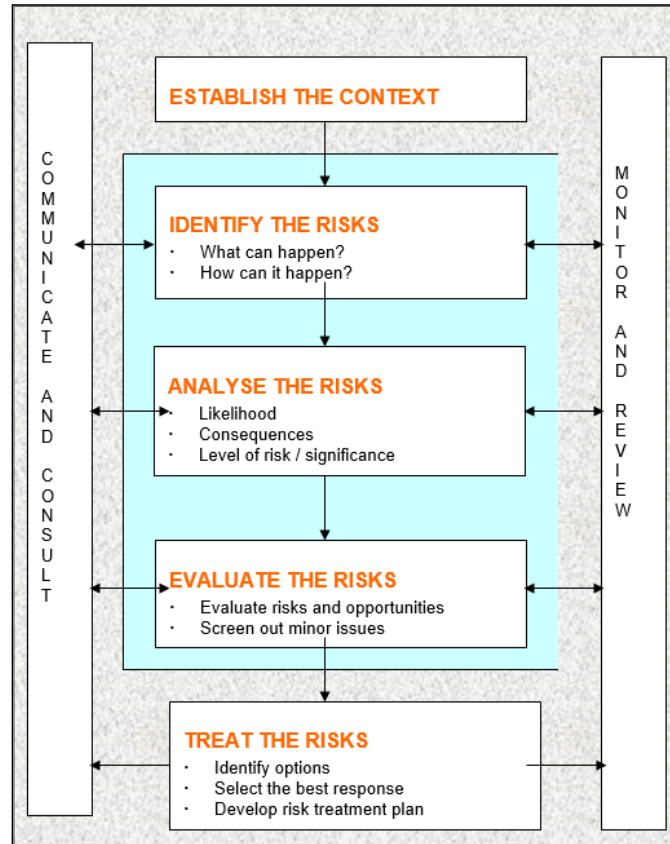 ESTABLISH THE CONTEXT
COMMUNICATE AND CONSULT
MONITOR AND REVIEW
IDENTIFY THE RISKS
· What can happen?
· How can it happen?
ANALYSE THE RISKS
· Likelihood
· Consequences
· Level of risk / significance
EVALUATE THE RISKS
· Evaluate risks and opportunities
· Screen out minor issues
TREAT THE RISKS
· Identify options
· Select the best response
· Develop risk treatment plan